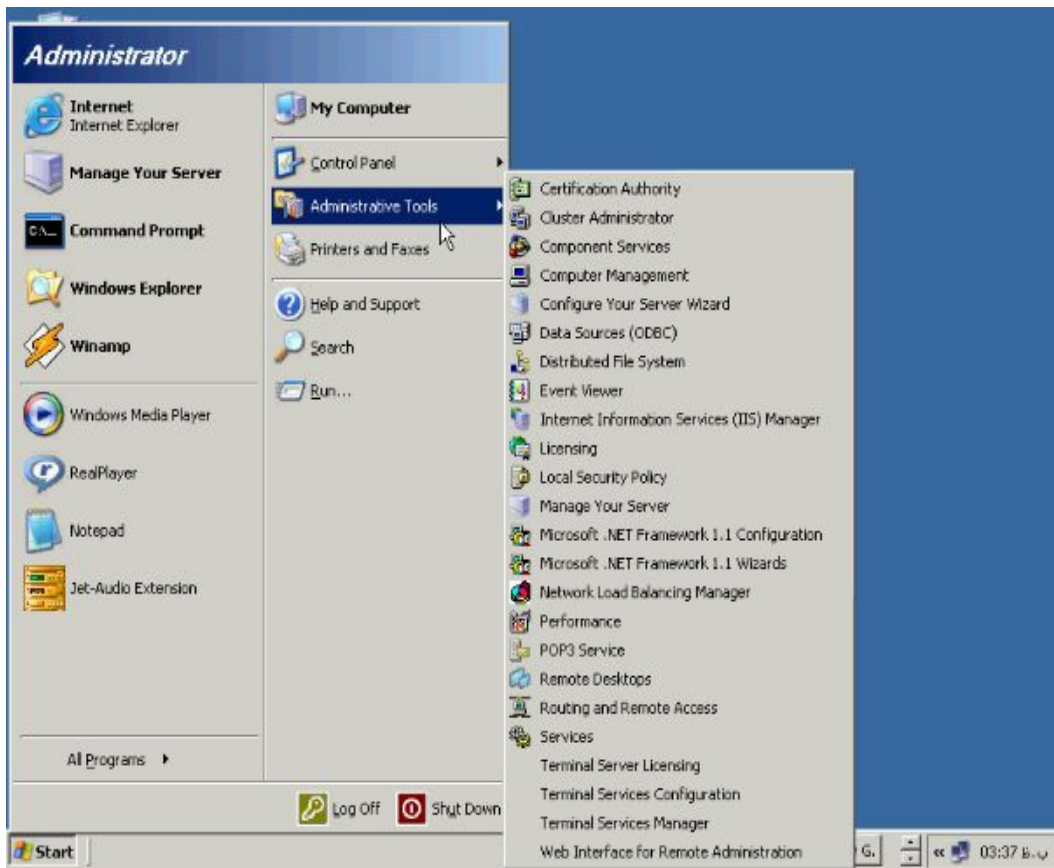 Administrator
Internet
Internet Explorer
Manage Your Server
Command Prompt
Windows Explorer
Winamp
Windows Media Player
RealPlayer
Notepad
Jet-Audio Extension
All Programs
My Computer
Control Panel
Administrative Tools
Printers and Faxes
Help and Support
Search
Run...
Log Off
Shut Down
Certification Authority
Cluster Administrator
Component Services
Computer Management
Configure Your Server Wizard
Data Sources (ODBC)
Distributed File System
Event Viewer
Internet Information Services (IIS) Manager
Licensing
Local Security Policy
Manage Your Server
Microsoft .NET Framework 1.1 Configuration
Microsoft .NET Framework 1.1 Wizards
Network Load Balancing Manager
Performance
POP3 Service
Remote Desktops
Routing and Remote Access
Services
Terminal Server Licensing
Terminal Services Configuration
Terminal Services Manager
Web Interface for Remote Administration
Start
G.
03:37